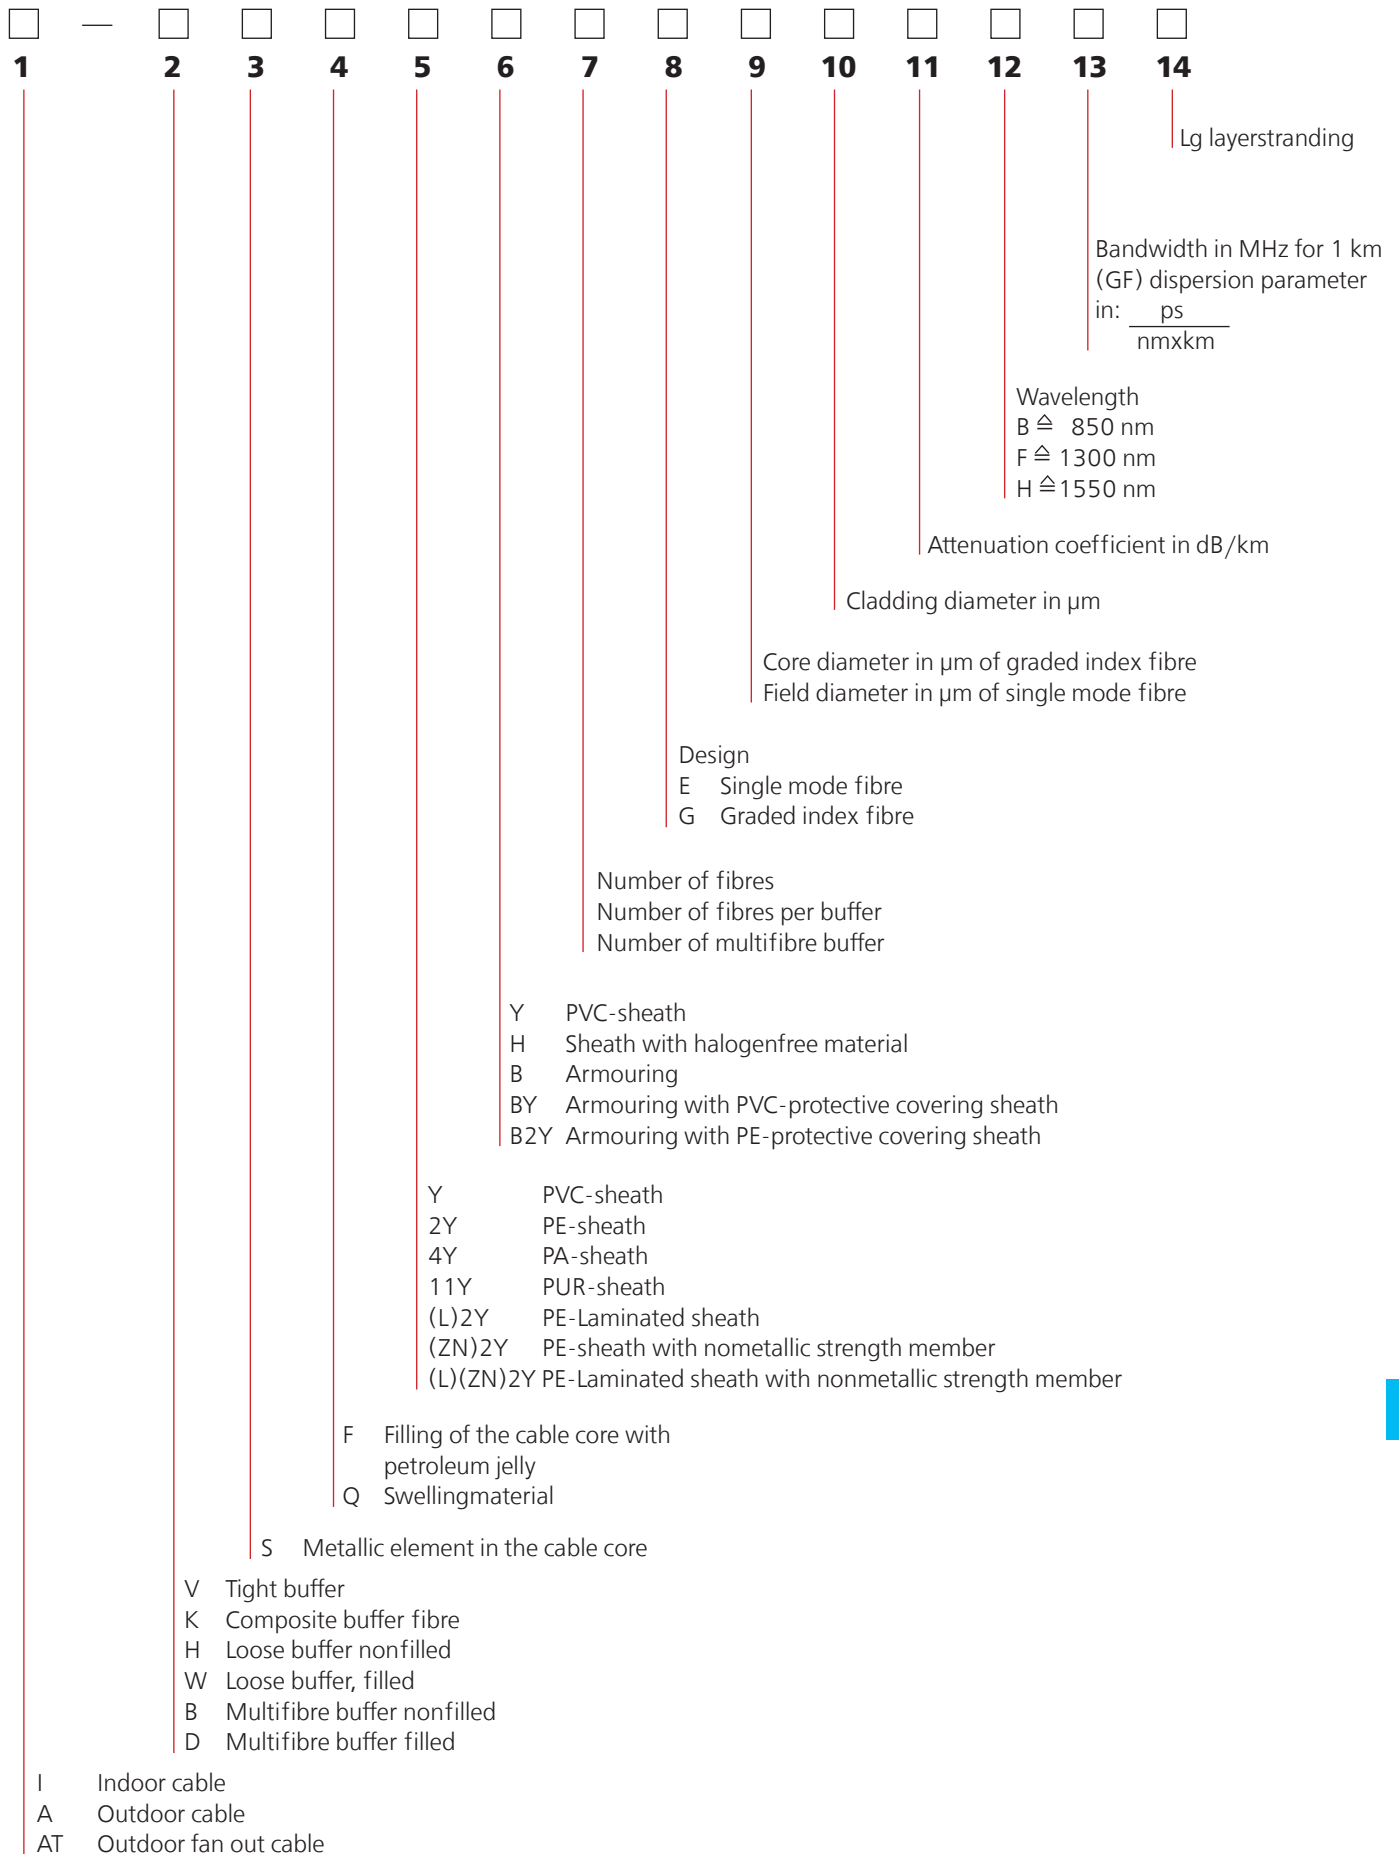 —
1 2 3 4 5 6 7 8 9 10 11 12 13 14
Lg layerstranding
Bandwidth in MHz for 1 km
(GF) dispersion parameter
in: ps
nmxkm
Wavelength
B ≙ 850 nm
F ≙ 1300 nm
H ≙ 1550 nm
Attenuation coefficient in dB/km
Cladding diameter in µm
Core diameter in µm of graded index fibre
Field diameter in µm of single mode fibre
Design
E Single mode fibre
G Graded index fibre
Number of fibres
Number of fibres per buffer
Number of multifibre buffer
Y PVC-sheath
H Sheath with halogenfree material
B Armouring
BY Armouring with PVC-protective covering sheath
B2Y Armouring with PE-protective covering sheath
Y PVC-sheath
2Y PE-sheath
4Y PA-sheath
11Y PUR-sheath
(L)2Y PE-Laminated sheath
(ZN)2Y PE-sheath with nometallic strength member
(L)(ZN)2Y PE-Laminated sheath with nonmetallic strength member
F Filling of the cable core with
petroleum jelly
Q Swellingmaterial
S Metallic element in the cable core
V Tight buffer
K Composite buffer fibre
H Loose buffer nonfilled
W Loose buffer, filled
B Multifibre buffer nonfilled
D Multifibre buffer filled
I Indoor cable
A Outdoor cable
AT Outdoor fan out cable